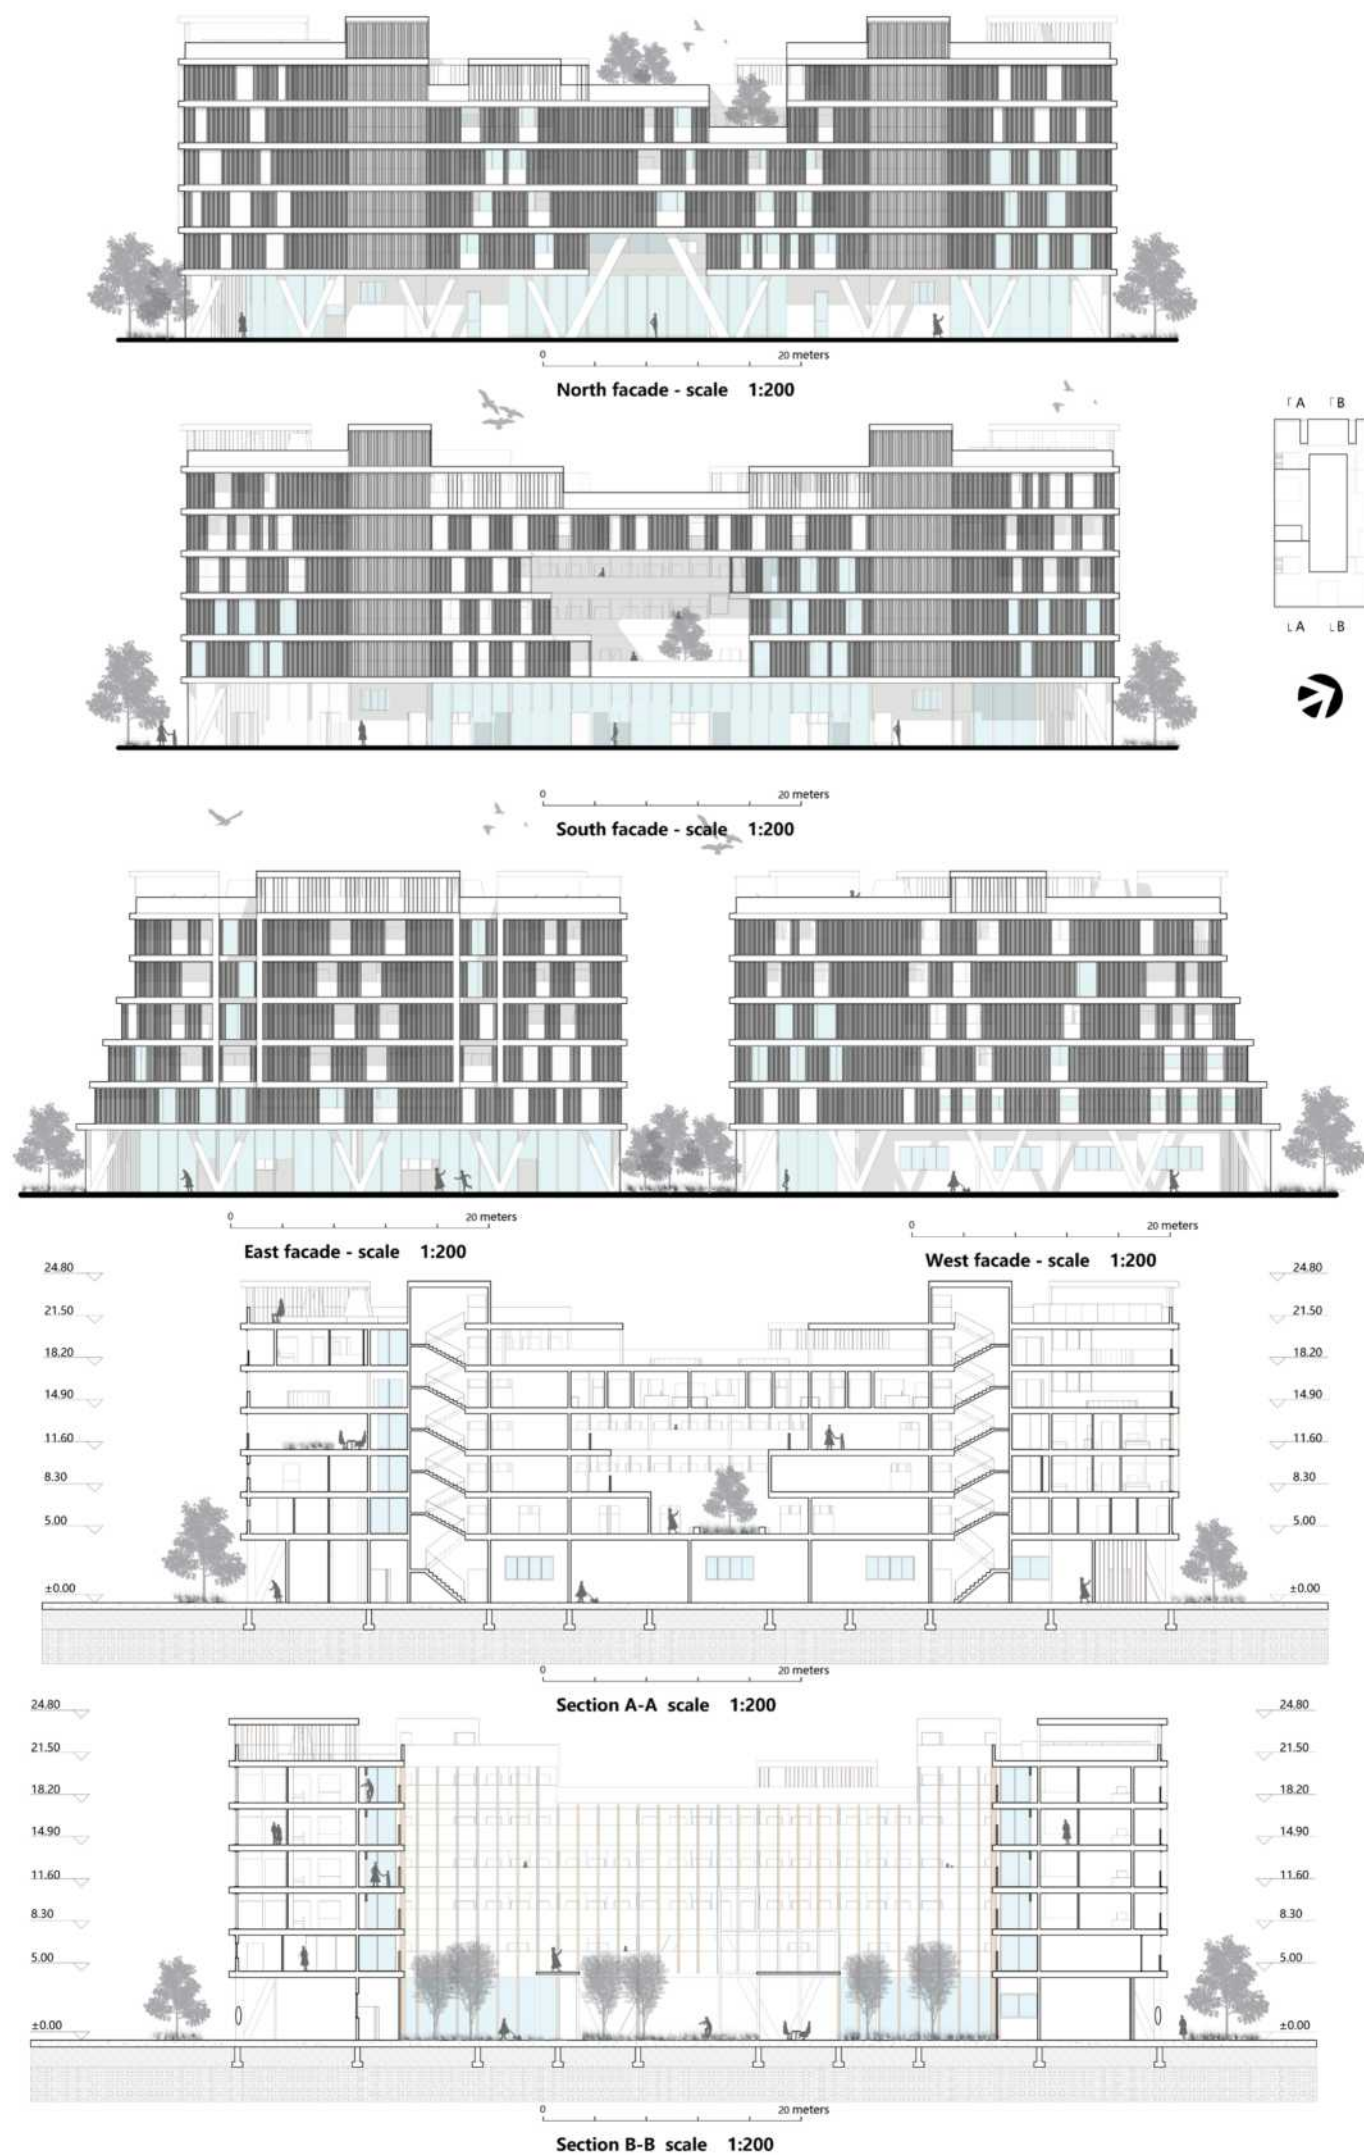 0 20 meters
North facade - scale 1:200
A B
A B
0 20 meters
South facade - scale 1:200
0 20 meters
East facade - scale 1:200
0 20 meters
West facade - scale 1:200
24.80 24.80
21.50 21.50
18.20 18.20
14.90 14.90
11.60 11.60
8.30 8.30
5.00 5.00
±0.00 ±0.00
0 20 meters
Section A-A scale 1:200
24.80 24.80
21.50 21.50
18.20 18.20
14.90 14.90
11.60 11.60
8.30 8.30
5.00 5.00
±0.00 ±0.00
0 20 meters
Section B-B scale 1:200